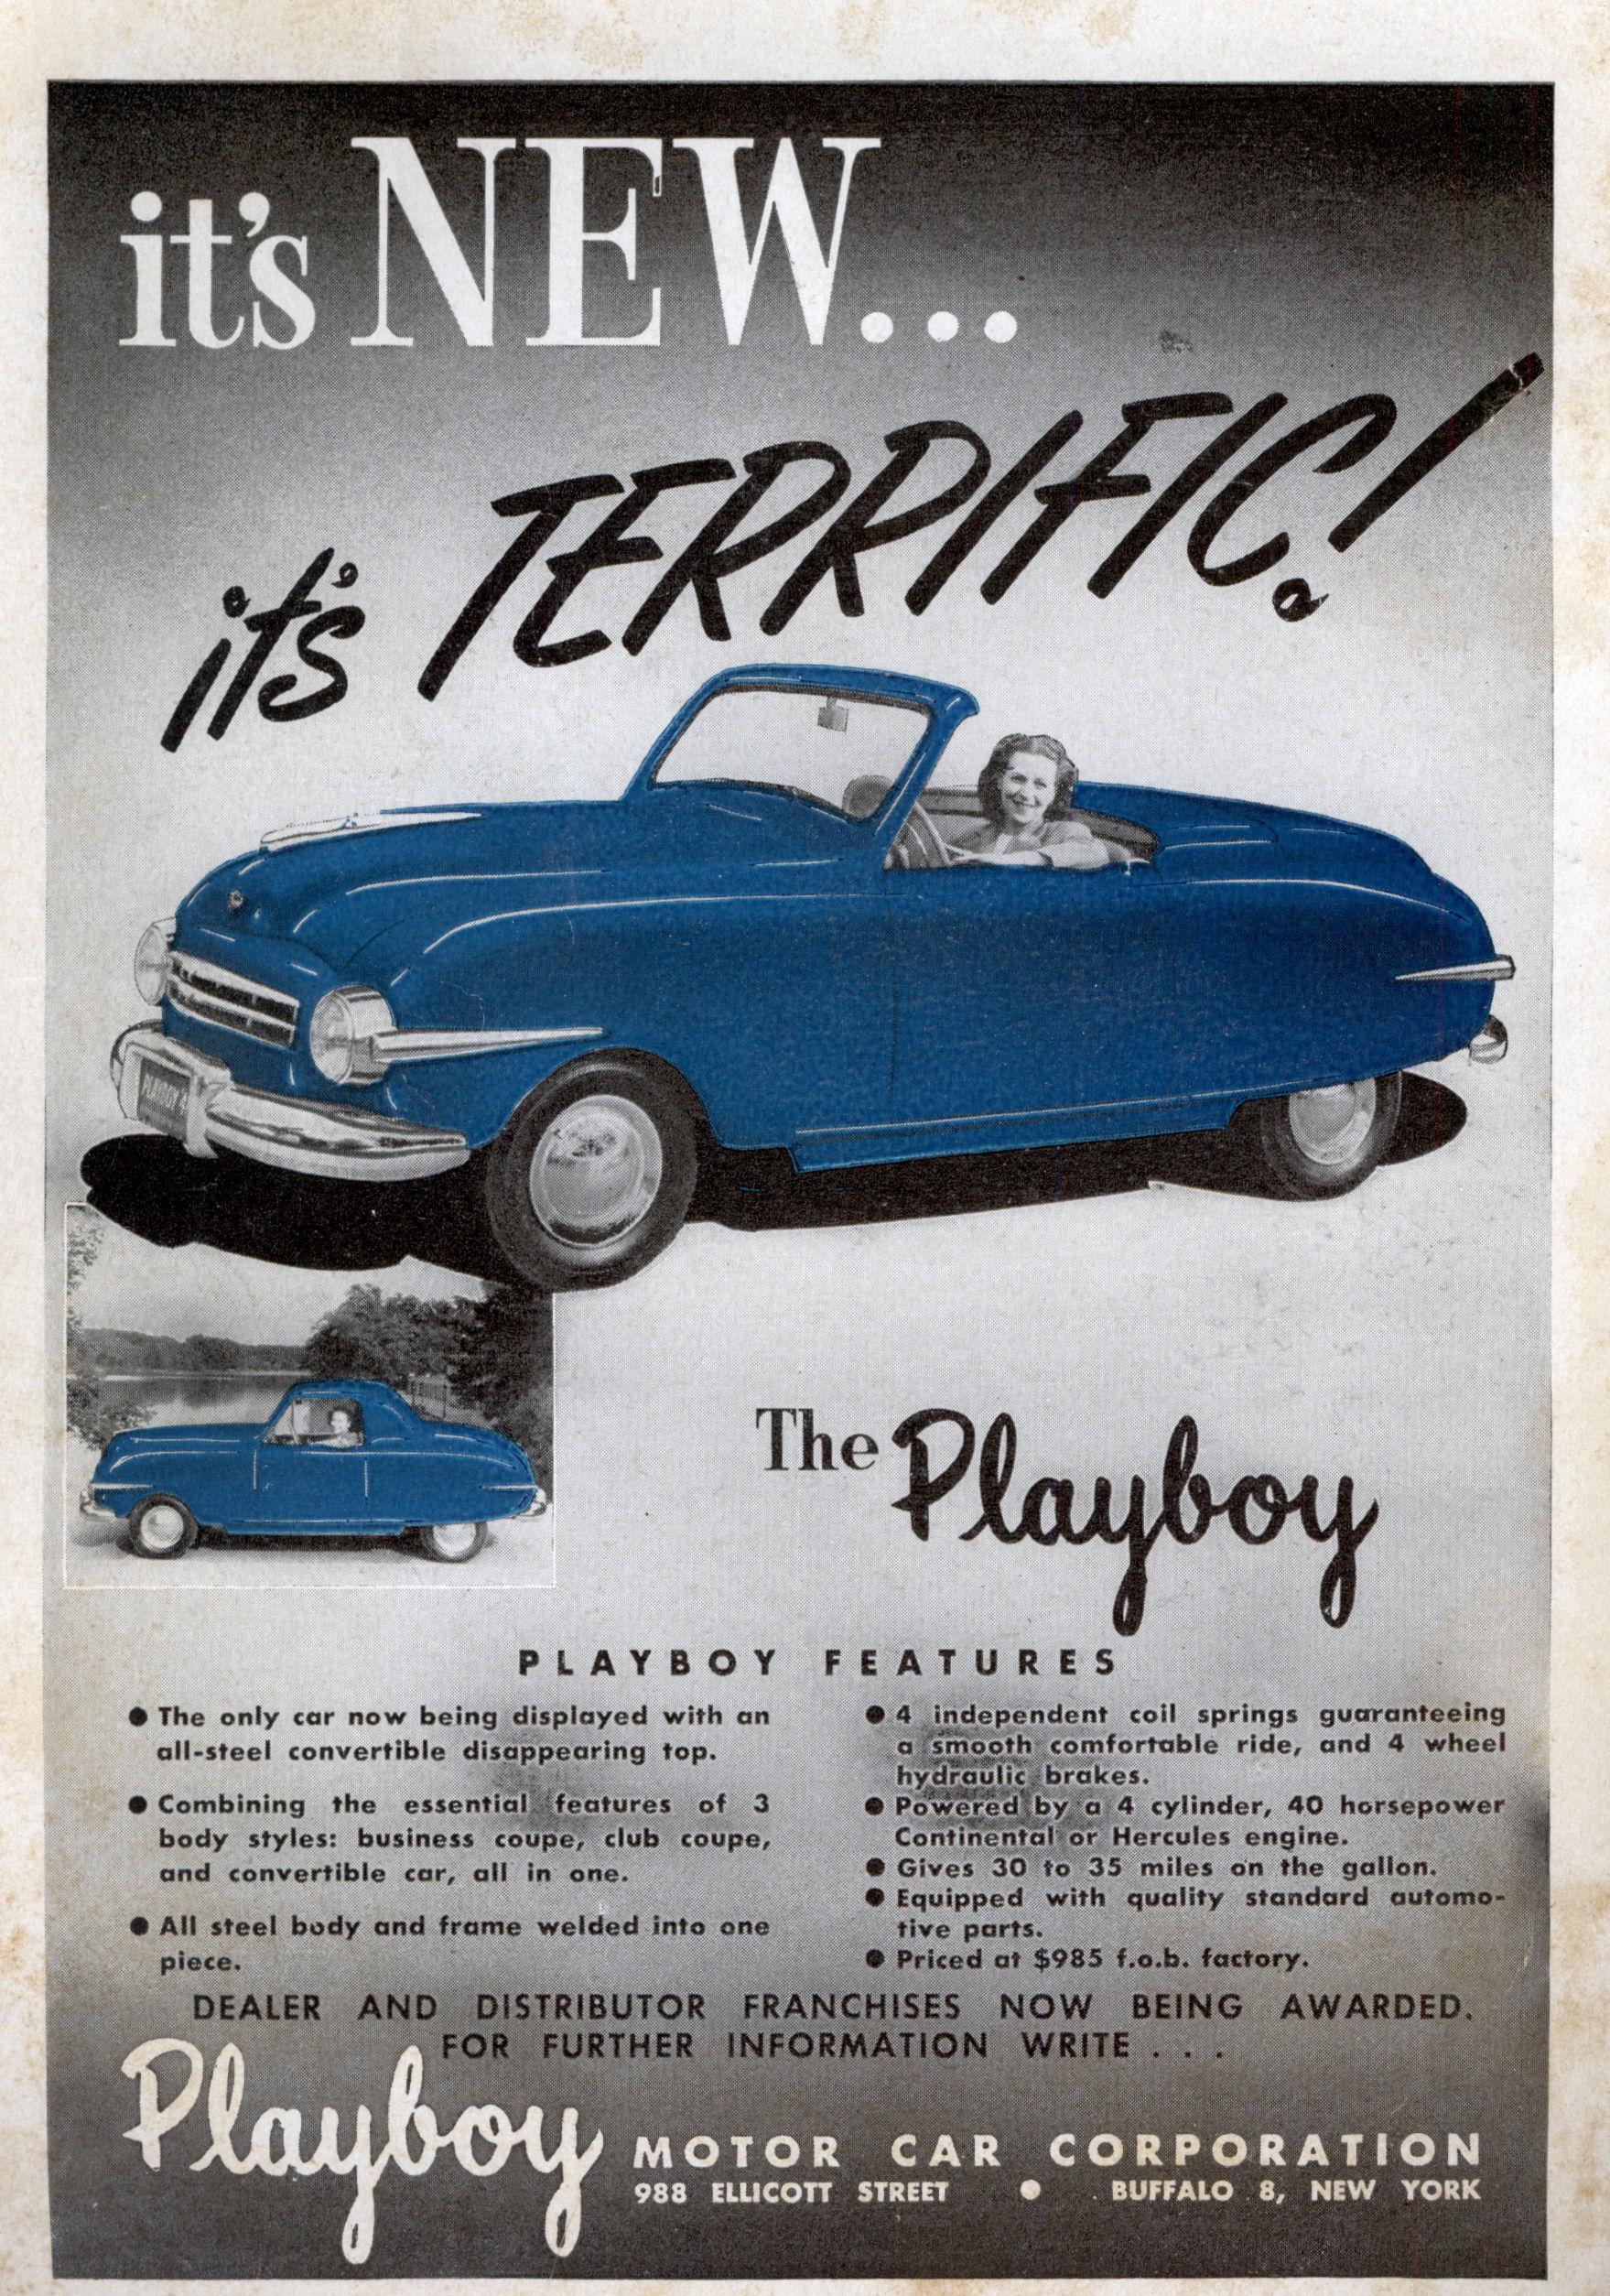 it's NEW...
it's TERRIFIC!
PLAYBOY
The Playboy
PLAYBOY FEATURES
● The only car now being displayed with an
all-steel convertible disappearing top.
● Combining the essential features of 3
body styles: business coupe, club coupe,
and convertible car, all in one.
● All steel body and frame welded into one
piece.
● 4 independent coil springs guaranteeing
a smooth comfortable ride, and 4 wheel
hydraulic brakes.
● Powered by a 4 cylinder, 40 horsepower
Continental or Hercules engine.
● Gives 30 to 35 miles on the gallon.
● Equipped with quality standard automo-
tive parts.
● Priced at $985 f.o.b. factory.
DEALER AND DISTRIBUTOR FRANCHISES NOW BEING AWARDED.
FOR FURTHER INFORMATION WRITE . . .
Playboy MOTOR CAR CORPORATION
988 ELLICOTT STREET ● BUFFALO 8, NEW YORK